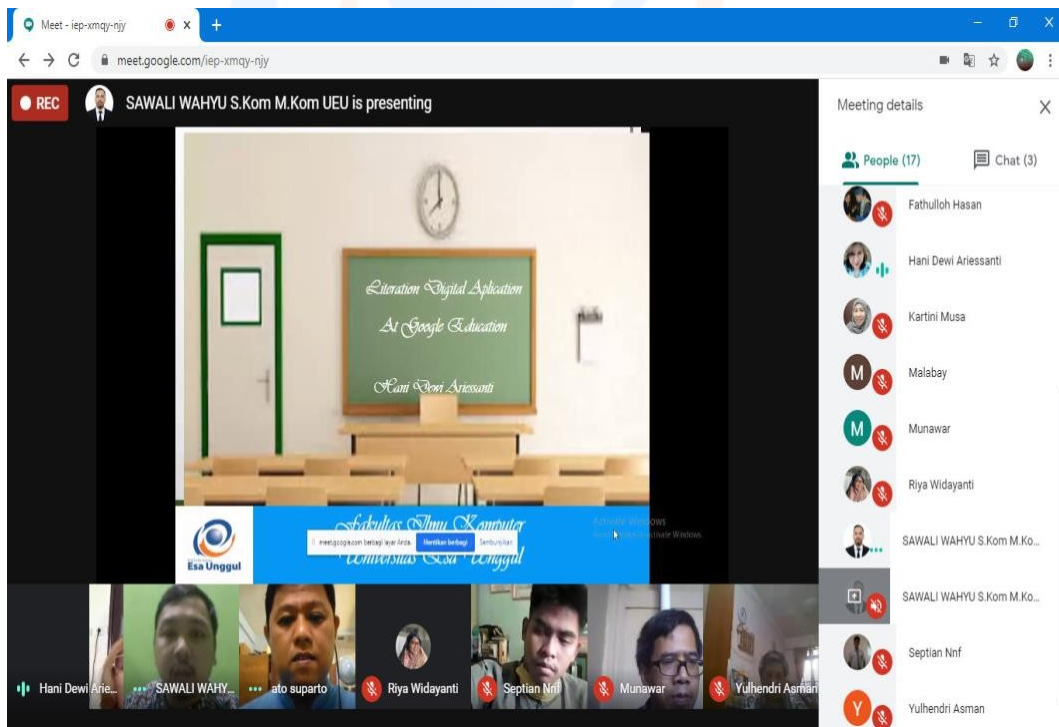 Meet - iep-xmqy-njy
meet.google.com/iep-xmqy-njy
REC
SAWALI WAHYU S.Kom M.Kom UEU is presenting
Literation Digital Aplication
At Google Education
Hani Dewi Ariessanti
Fakultas Ilmu Komputer
Universitas Esa Unggul
Esa Unggul
meet.google.com berbagi layar Anda.
Hentikan berbagi
Sembunyikan
Activate Windows
Activate Windows.
Hani Dewi Arie...
SAWALI WAHY...
ato suparto
Riya Widayanti
Septian Nnf
Munawar
Yulhendri Asman
Meeting details
People (17)
Chat (3)
Fathulloh Hasan
Hani Dewi Ariessanti
Kartini Musa
M
Malabay
M
Munawar
Riya Widayanti
SAWALI WAHYU S.Kom M.Ko...
SAWALI WAHYU S.Kom M.Ko...
Septian Nnf
Y
Yulhendri Asman